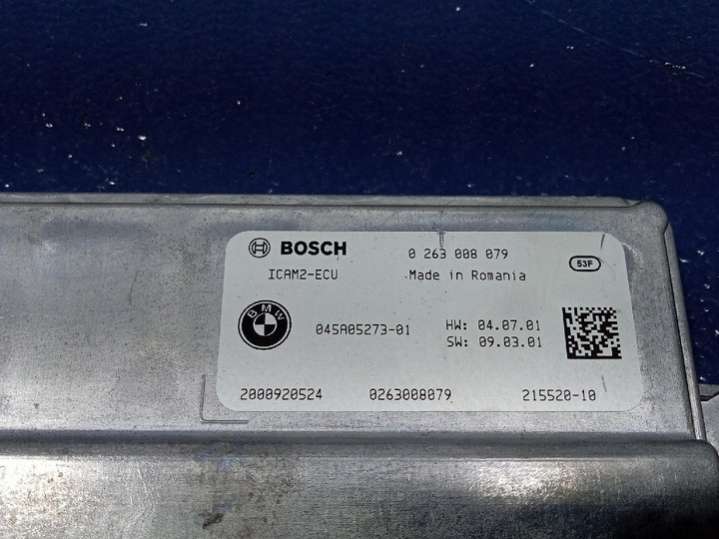 BOSCH 0 263 008 079
ICAM2-ECU Made in Romania 53F
BMW 045A05273-01 HW: 04.07.01
SW: 09.03.01
2000920524 0263008079 215520-10